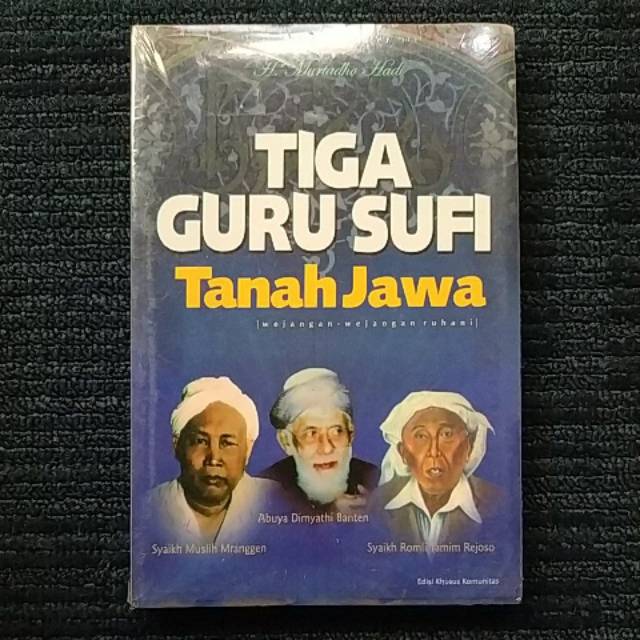 H. Murtadho Hadi
TIGA
GURU SUFI
Tanah Jawa
|wejangan-wejangan ruhani|
Abuya Dimyathi Banten
Syaikh Muslih Mranggen
Syaikh Romli Tamim Rejoso
Edisi Khusus Komunitas